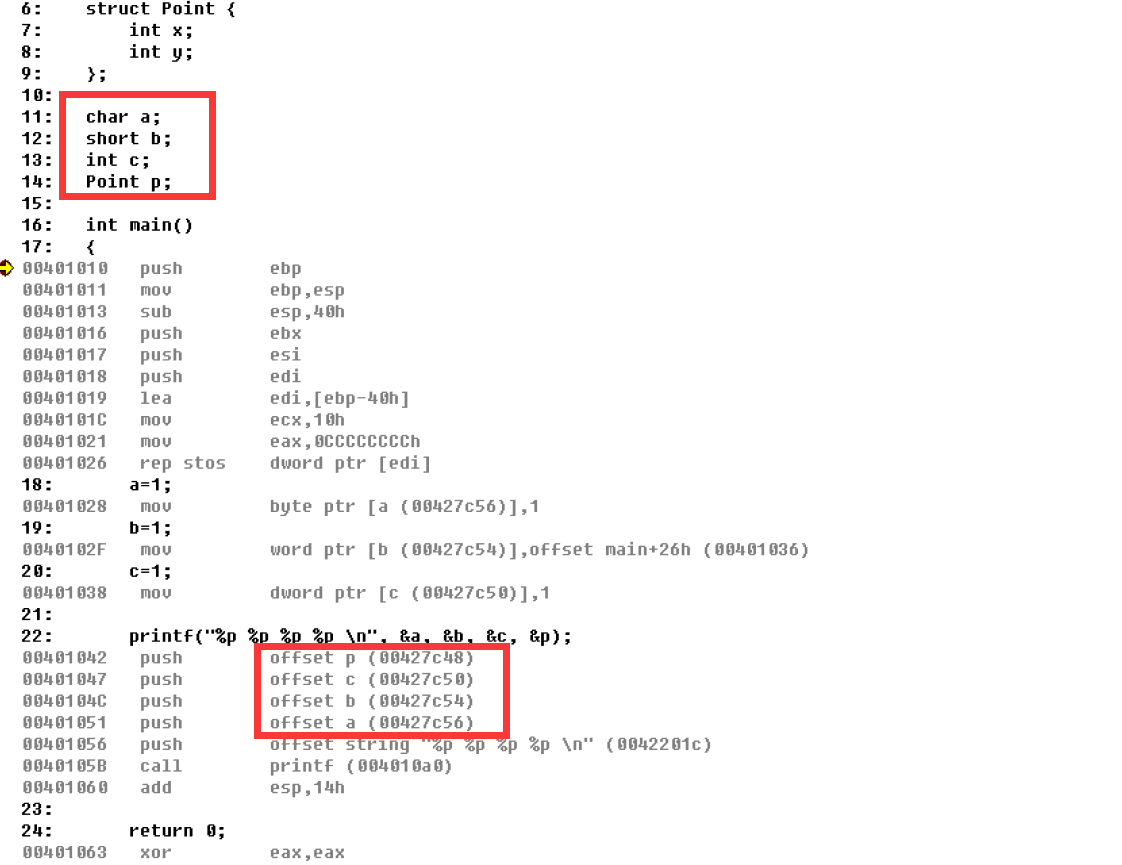 6:    struct Point {
7:        int x;
8:        int y;
9:    };
10:
11:   char a;
12:   short b;
13:   int c;
14:   Point p;
15:
16:   int main()
17:   {
00401010   push        ebp
00401011   mov         ebp,esp
00401013   sub         esp,40h
00401016   push        ebx
00401017   push        esi
00401018   push        edi
00401019   lea         edi,[ebp-40h]
0040101C   mov         ecx,10h
00401021   mov         eax,0CCCCCCCCh
00401026   rep stos    dword ptr [edi]
18:       a=1;
00401028   mov         byte ptr [a (00427c56)],1
19:       b=1;
0040102F   mov         word ptr [b (00427c54)],offset main+26h (00401036)
20:       c=1;
00401038   mov         dword ptr [c (00427c50)],1
21:
22:       printf("%p %p %p %p \n", &a, &b, &c, &p);
00401042   push        offset p (00427c48)
00401047   push        offset c (00427c50)
0040104C   push        offset b (00427c54)
00401051   push        offset a (00427c56)
00401056   push        offset string "%p %p %p %p \n" (0042201c)
0040105B   call        printf (004010a0)
00401060   add         esp,14h
23:
24:       return 0;
00401063   xor         eax,eax